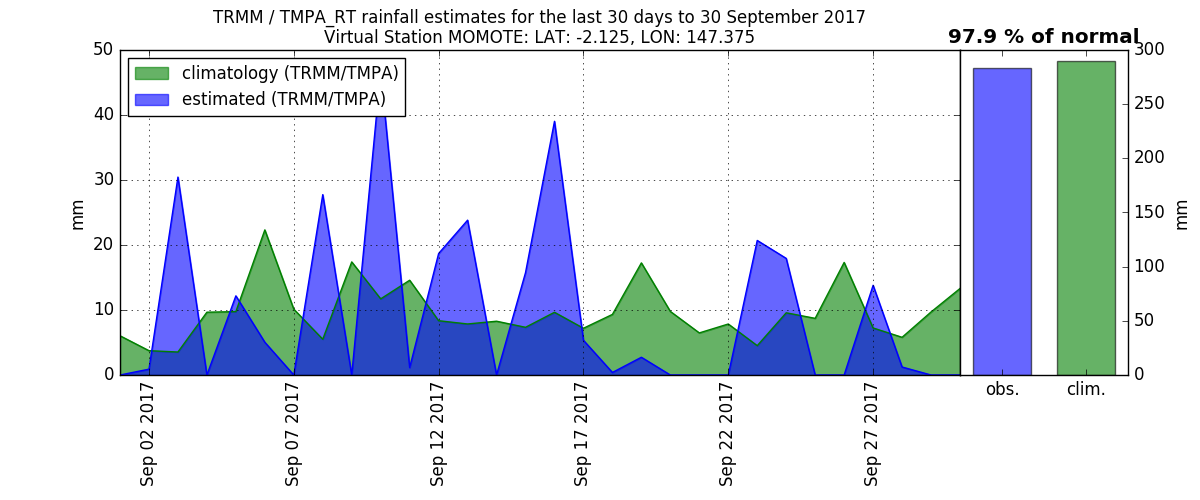 TRMM / TMPA_RT rainfall estimates for the last 30 days to 30 September 2017
Virtual Station MOMOTE: LAT: -2.125, LON: 147.375
97.9 % of normal
climatology (TRMM/TMPA)
estimated (TRMM/TMPA)
mm
50
40
30
20
10
0
Sep 02 2017
Sep 07 2017
Sep 12 2017
Sep 17 2017
Sep 22 2017
Sep 27 2017
obs.
clim.
300
250
200
150
100
50
0
mm